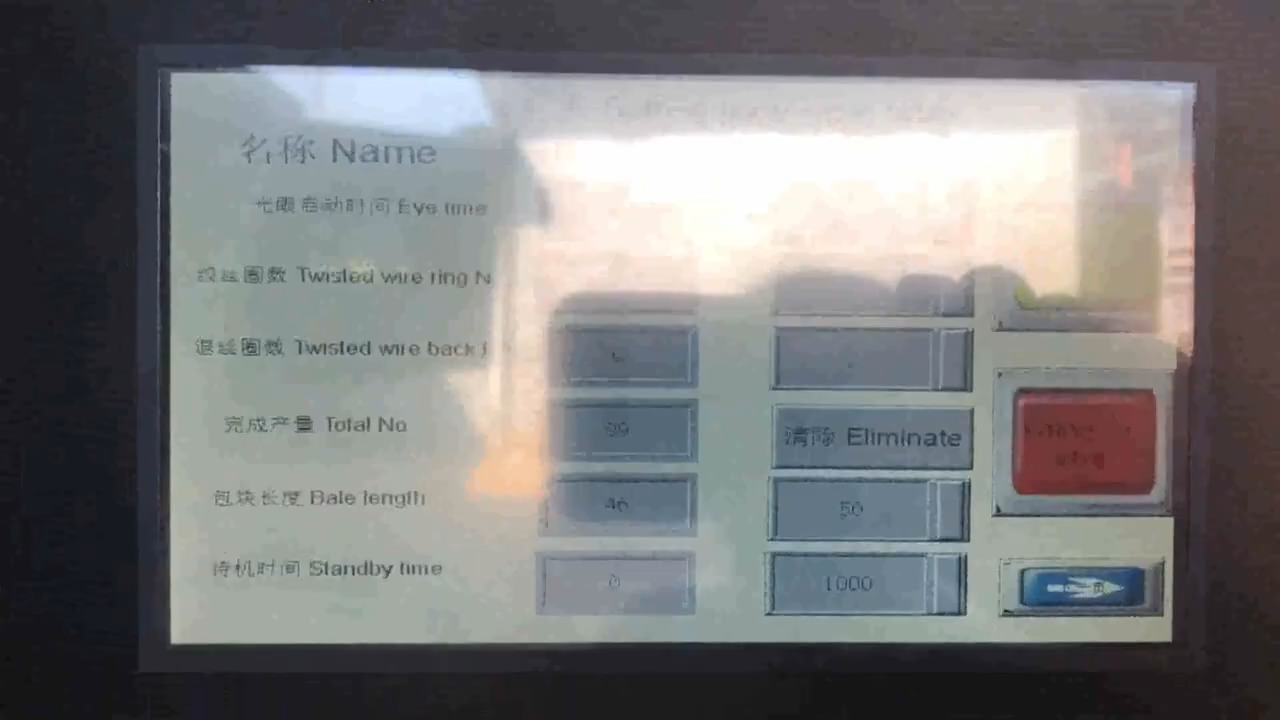 名称 Name
光眼启动时间 Eye time
绞丝圈数 Twisted wire ring N
退丝圈数 Twisted wire back
完成产量 Total No
99
清除 Eliminate
包块长度 Bale length
46
50
待机时间 Standby time
0
1000